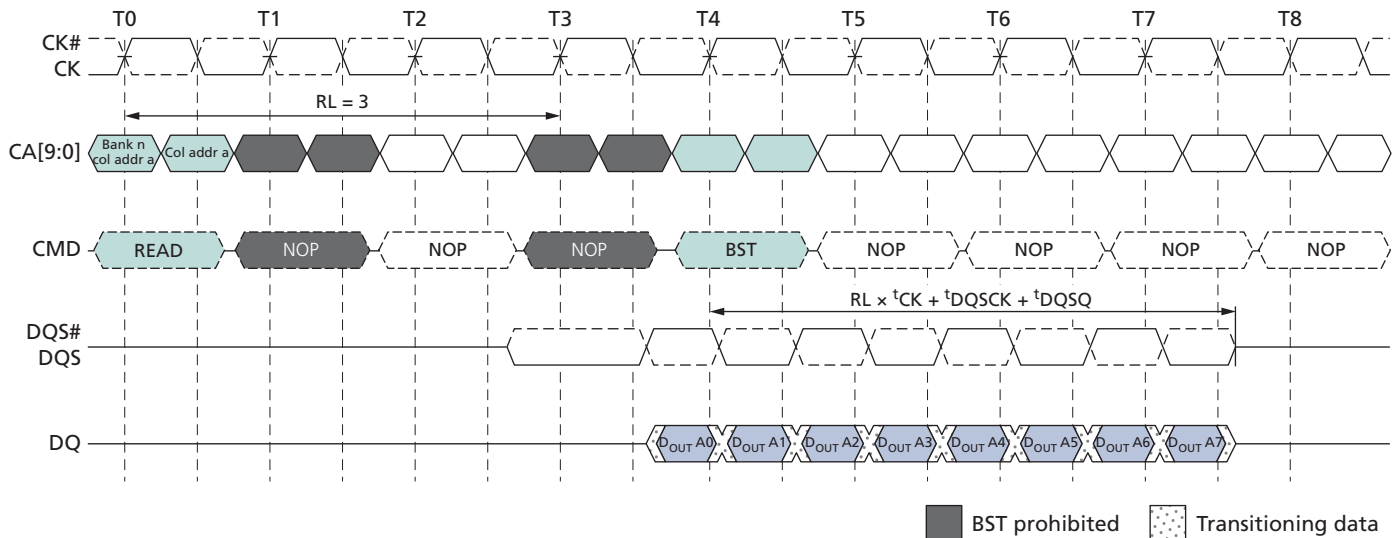 T0 T1 T2 T3 T4 T5 T6 T7 T8
CK#
CK
RL = 3
CA[9:0]
Bank n
col addr a
Col addr a
CMD
READ NOP NOP NOP BST NOP NOP NOP NOP
RL × tCK + tDQSCK + tDQSQ
DQS#
DQS
DQ
DOUT A0 DOUT A1 DOUT A2 DOUT A3 DOUT A4 DOUT A5 DOUT A6 DOUT A7
BST prohibited Transitioning data